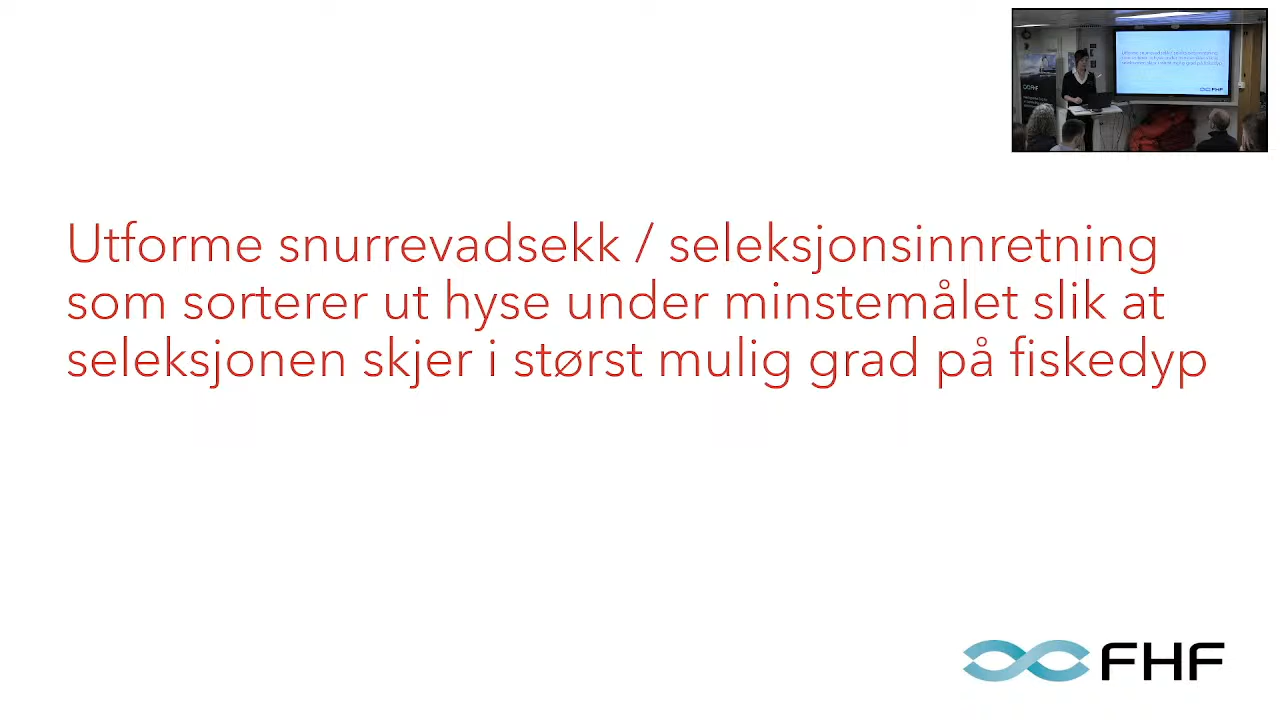 Utforme snurrevadsekk / seleksjonsinnretning
som sorterer ut hyse under minstemålet slik at
seleksjonen skjer i størst mulig grad på fiskedyp
FHF